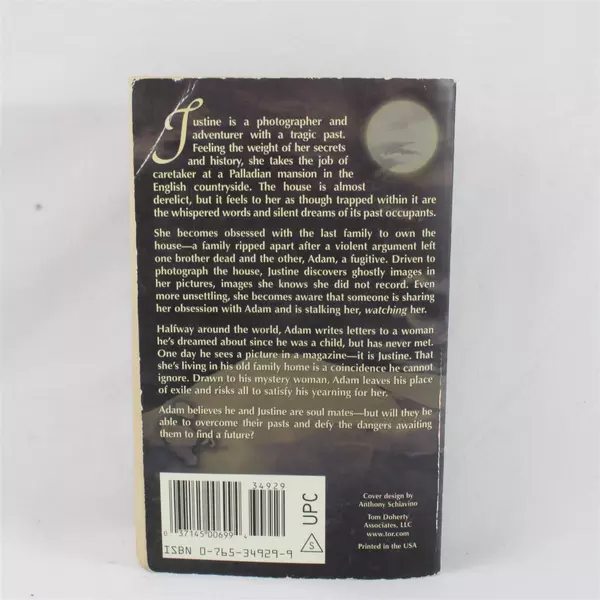 Justine is a photographer and
adventurer with a tragic past.
Feeling the weight of her secrets
and history, she takes the job of
caretaker at a Palladian mansion in the
English countryside. The house is almost
derelict, but it feels to her as though trapped within it are
the whispered words and silent dreams of its past occupants.
She becomes obsessed with the last family to own the
house—a family ripped apart after a violent argument left
one brother dead and the other, Adam, a fugitive. Driven to
photograph the house, Justine discovers ghostly images in
her pictures, images she knows she did not record. Even
more unsettling, she becomes aware that someone is sharing
her obsession with Adam and is stalking her, watching her.
Halfway around the world, Adam writes letters to a woman
he's dreamed about since he was a child, but has never met.
One day he sees a picture in a magazine—it is Justine. That
she's living in his old family home is a coincidence he cannot
ignore. Drawn to his mystery woman, Adam leaves his place
of exile and risks all to satisfy his yearning for her.
Adam believes he and Justine are soul mates—but will they be
able to overcome their pasts and defy the dangers awaiting
them to find a future?
34929
0 37145 00699 4
ISBN 0-765-34929-9
UPC
S
Cover design by
Anthony Schiavino
Tom Doherty
Associates, LLC
www.tor.com
Printed in the USA